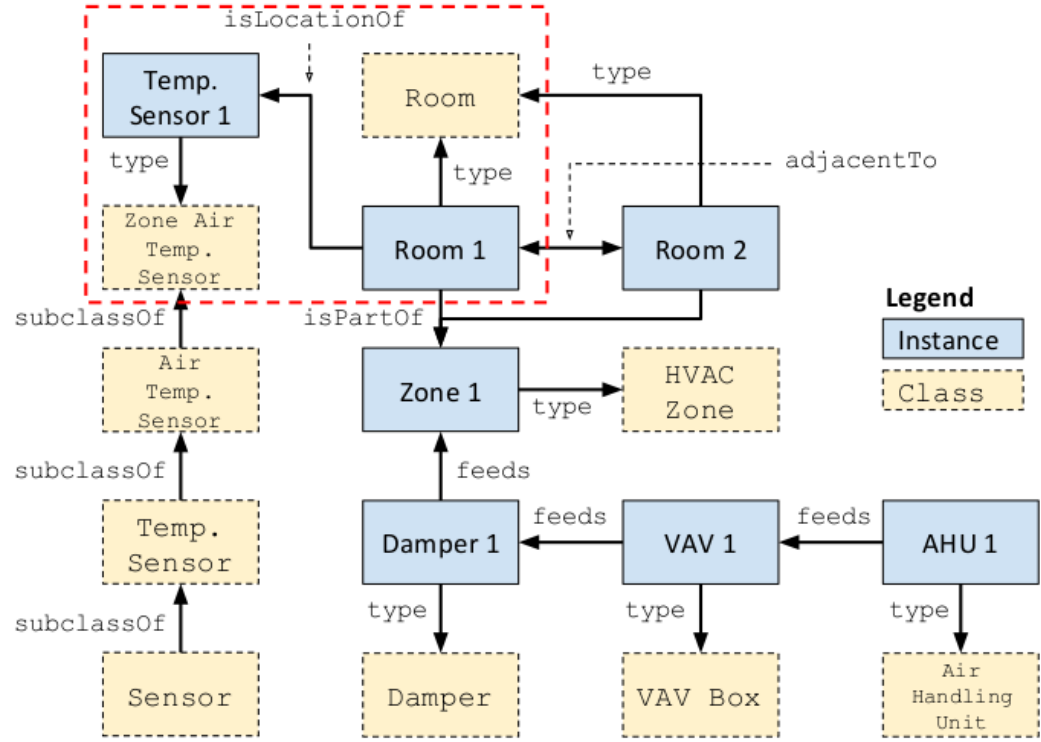 isLocationOf
Temp.
Sensor 1
Room
type
type
type
adjacentTo
Zone Air
Temp.
Sensor
Room 1
Room 2
subclassOf
isPartOf
Legend
Instance
Class
Air
Temp.
Sensor
Zone 1
type
HVAC
Zone
subclassOf
feeds
Temp.
Sensor
Damper 1
feeds
VAV 1
feeds
AHU 1
subclassOf
type
type
type
Sensor
Damper
VAV Box
Air
Handling
Unit